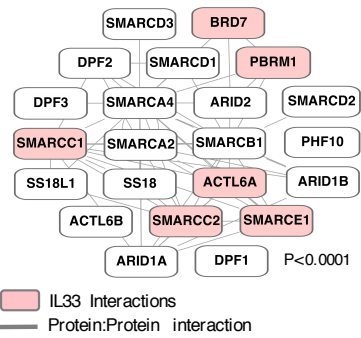 SMARCD3 BRD7
DPF2 SMARCD1 PBRM1
DPF3 SMARCA4 ARID2 SMARCD2
SMARCC1 SMARCA2 SMARCB1 PHF10
SS18L1 SS18 ACTL6A ARID1B
ACTL6B SMARCC2 SMARCE1
ARID1A DPF1 P<0.0001
IL33 Interactions
Protein:Protein interaction